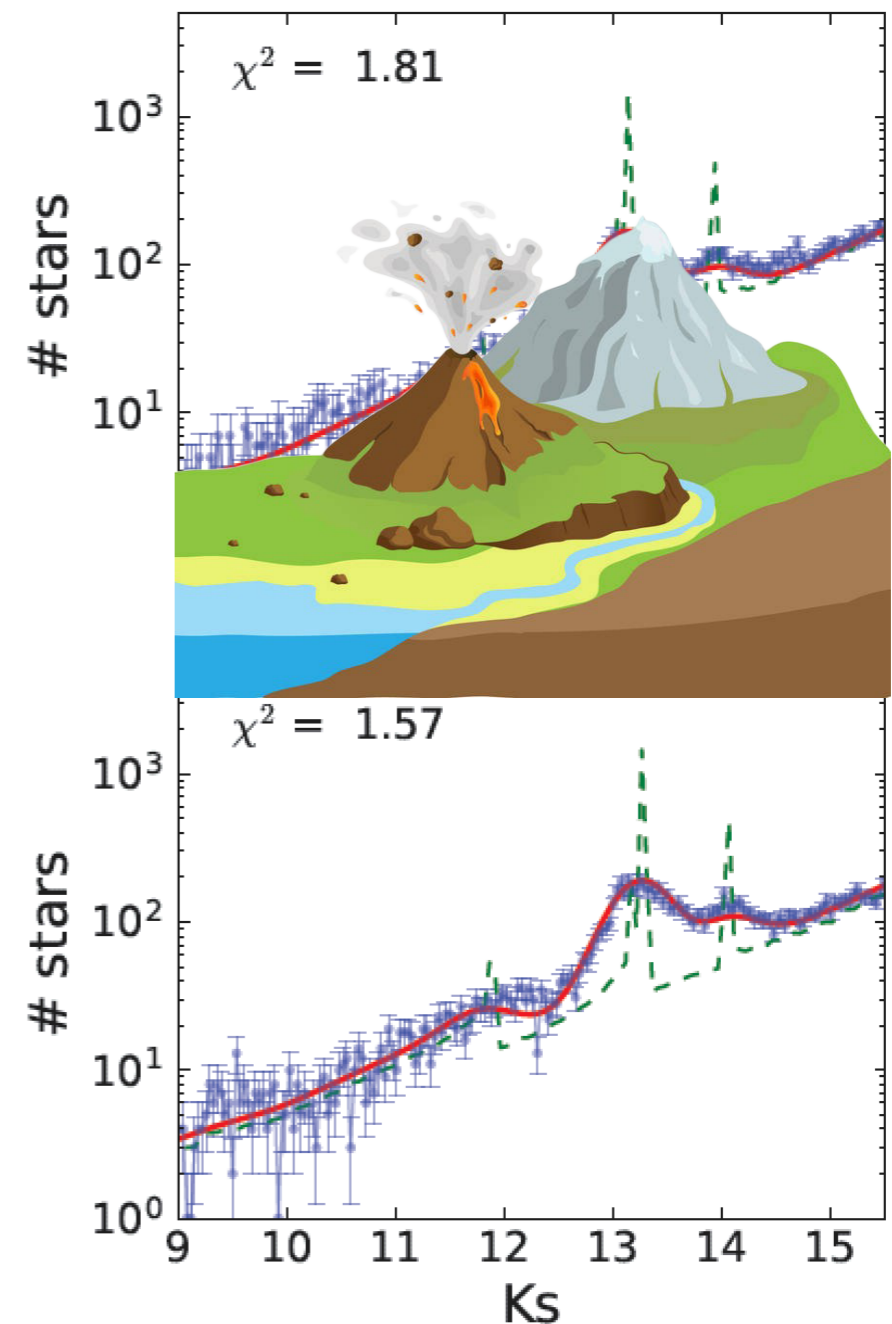 χ² = 1.81
10³
10²
10¹
# stars
χ² = 1.57
10³
10²
10¹
10⁰
# stars
9 10 11 12 13 14 15
Ks